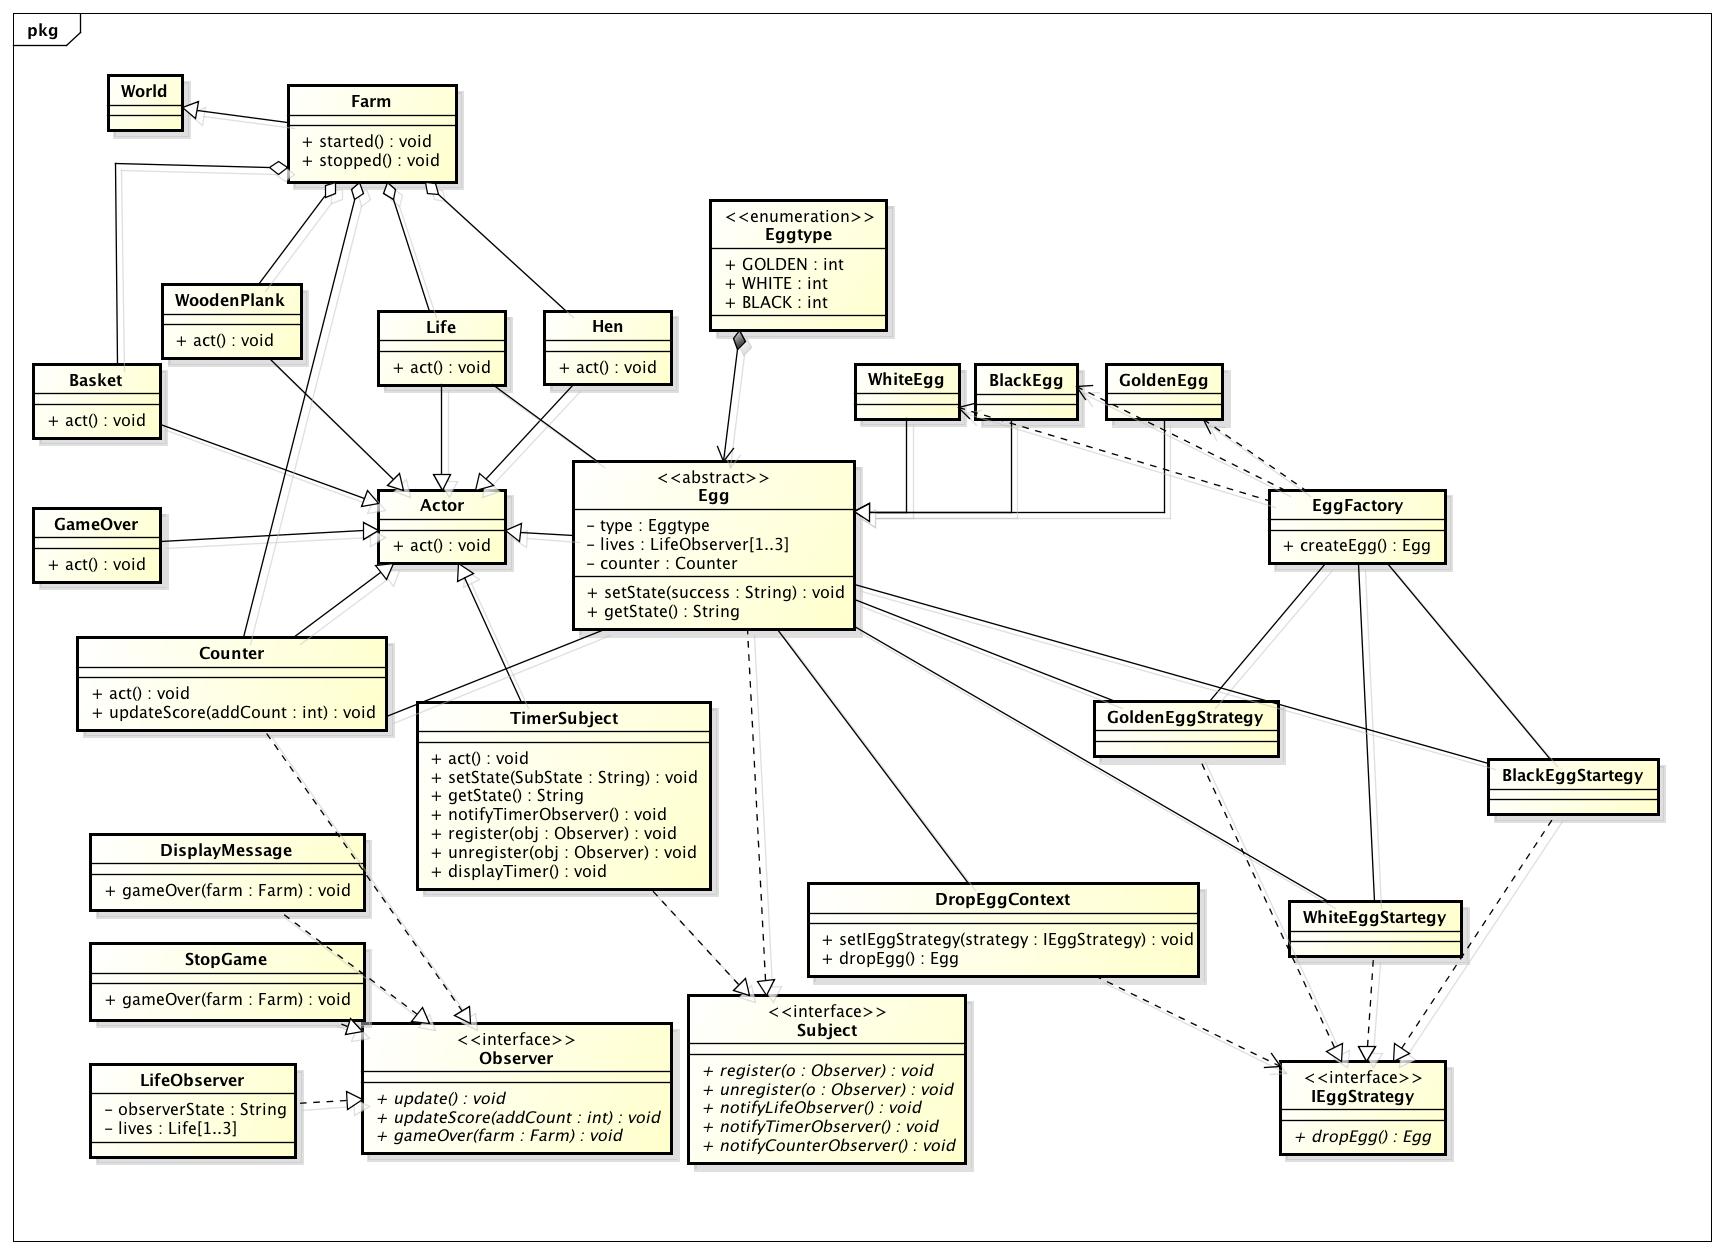 pkg
World
Farm
+ started() : void
+ stopped() : void
<<enumeration>>
Eggtype
+ GOLDEN : int
+ WHITE : int
+ BLACK : int
WoodenPlank
+ act() : void
Life
+ act() : void
Hen
+ act() : void
Basket
+ act() : void
WhiteEgg
BlackEgg
GoldenEgg
<<abstract>>
Egg
- type : Eggtype
- lives : LifeObserver[1..3]
- counter : Counter
+ setState(success : String) : void
+ getState() : String
Actor
+ act() : void
GameOver
+ act() : void
EggFactory
+ createEgg() : Egg
Counter
+ act() : void
+ updateScore(addCount : int) : void
TimerSubject
+ act() : void
+ setState(SubState : String) : void
+ getState() : String
+ notifyTimerObserver() : void
+ register(obj : Observer) : void
+ unregister(obj : Observer) : void
+ displayTimer() : void
GoldenEggStrategy
BlackEggStartegy
DisplayMessage
+ gameOver(farm : Farm) : void
DropEggContext
+ setIEggStrategy(strategy : IEggStrategy) : void
+ dropEgg() : Egg
WhiteEggStartegy
StopGame
+ gameOver(farm : Farm) : void
<<interface>>
Subject
+ register(o : Observer) : void
+ unregister(o : Observer) : void
+ notifyLifeObserver() : void
+ notifyTimerObserver() : void
+ notifyCounterObserver() : void
<<interface>>
Observer
+ update() : void
+ updateScore(addCount : int) : void
+ gameOver(farm : Farm) : void
LifeObserver
- observerState : String
- lives : Life[1..3]
<<interface>>
IEggStrategy
+ dropEgg() : Egg